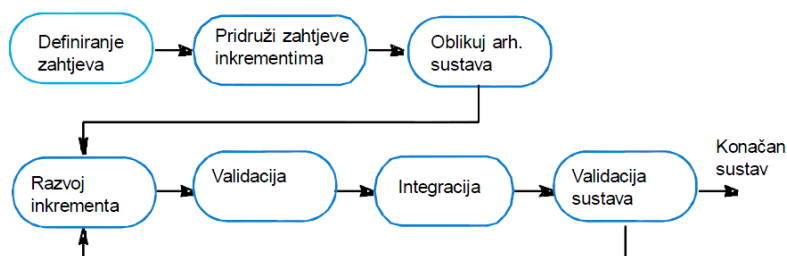 Definiranje
zahtjeva
Pridruži zahtjeve
inkrementima
Oblikuj arh.
sustava
Razvoj
inkrementa
Validacija
Integracija
Validacija
sustava
Konačan
sustav